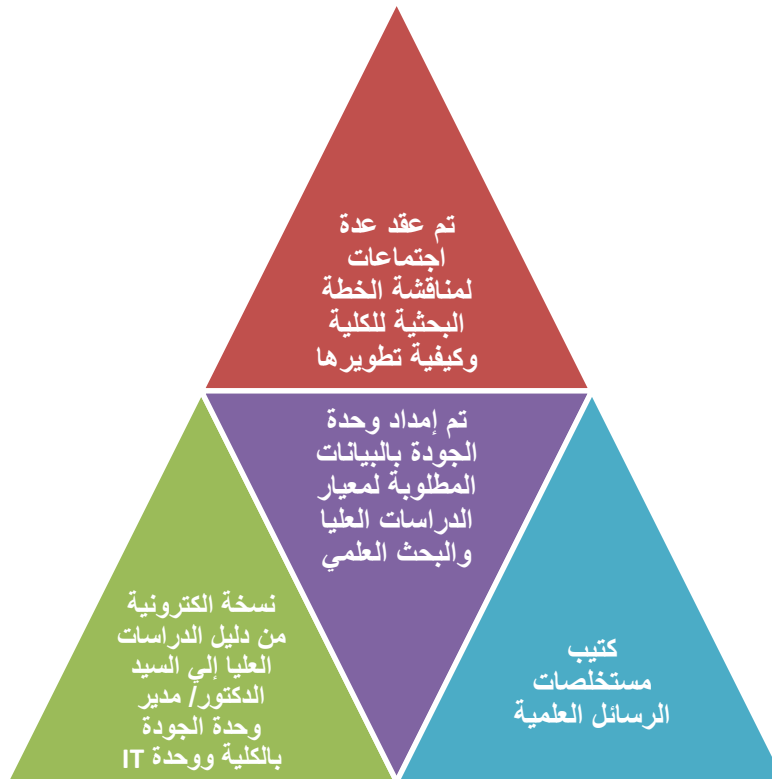 تم عقد عدة
اجتماعات
لمناقشة الخطة
البحثية للكلية
وكيفية تطويرها
تم إمداد وحدة
الجودة بالبيانات
المطلوبة لمعيار
الدراسات العليا
والبحث العلمي
كتيب
مستخلصات
الرسائل العلمية
نسخة الكترونية
من دليل الدراسات
العليا إلي السيد
الدكتور/ مدير
وحدة الجودة
بالكلية ووحدة IT